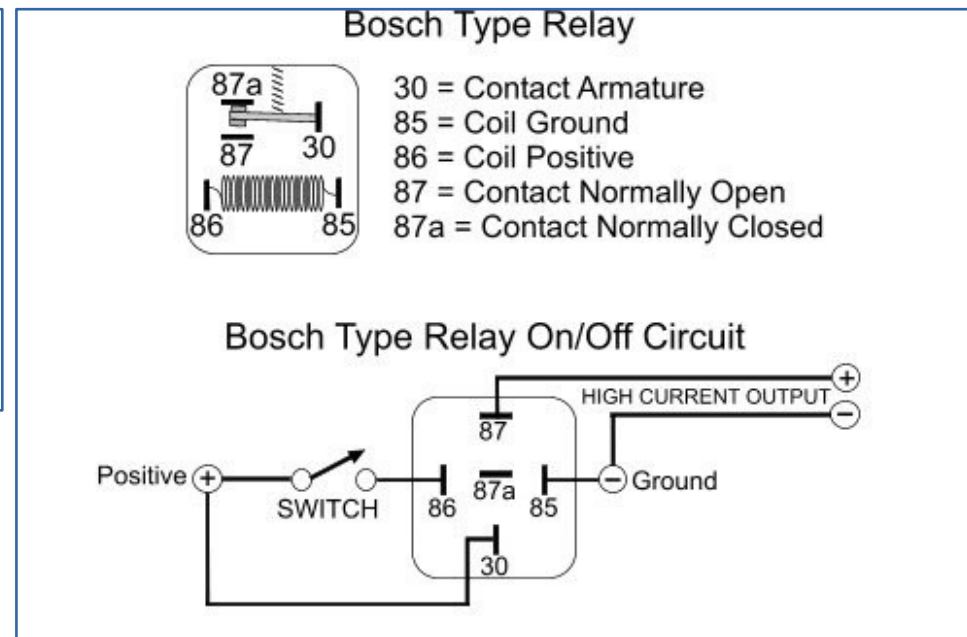 Bosch Type Relay
87a
87
30
86
85
30 = Contact Armature
85 = Coil Ground
86 = Coil Positive
87 = Contact Normally Open
87a = Contact Normally Closed
Bosch Type Relay On/Off Circuit
+
HIGH CURRENT OUTPUT
−
87
Positive +
SWITCH
86
87a
85
− Ground
30